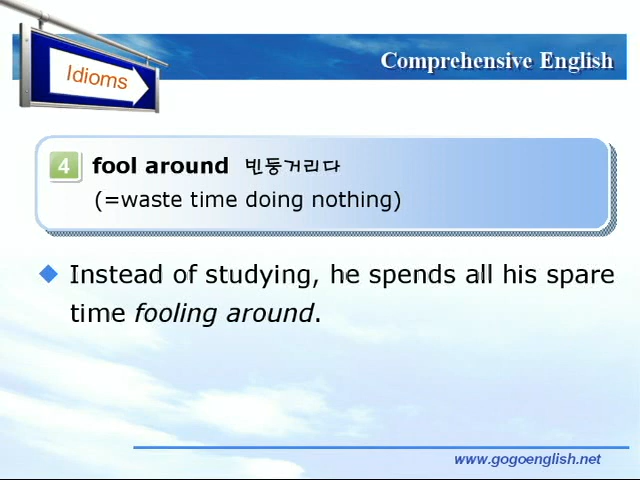 Idioms
Comprehensive English
4 fool around 빈둥거리다
(=waste time doing nothing)
Instead of studying, he spends all his spare
time fooling around.
www.gogoenglish.net